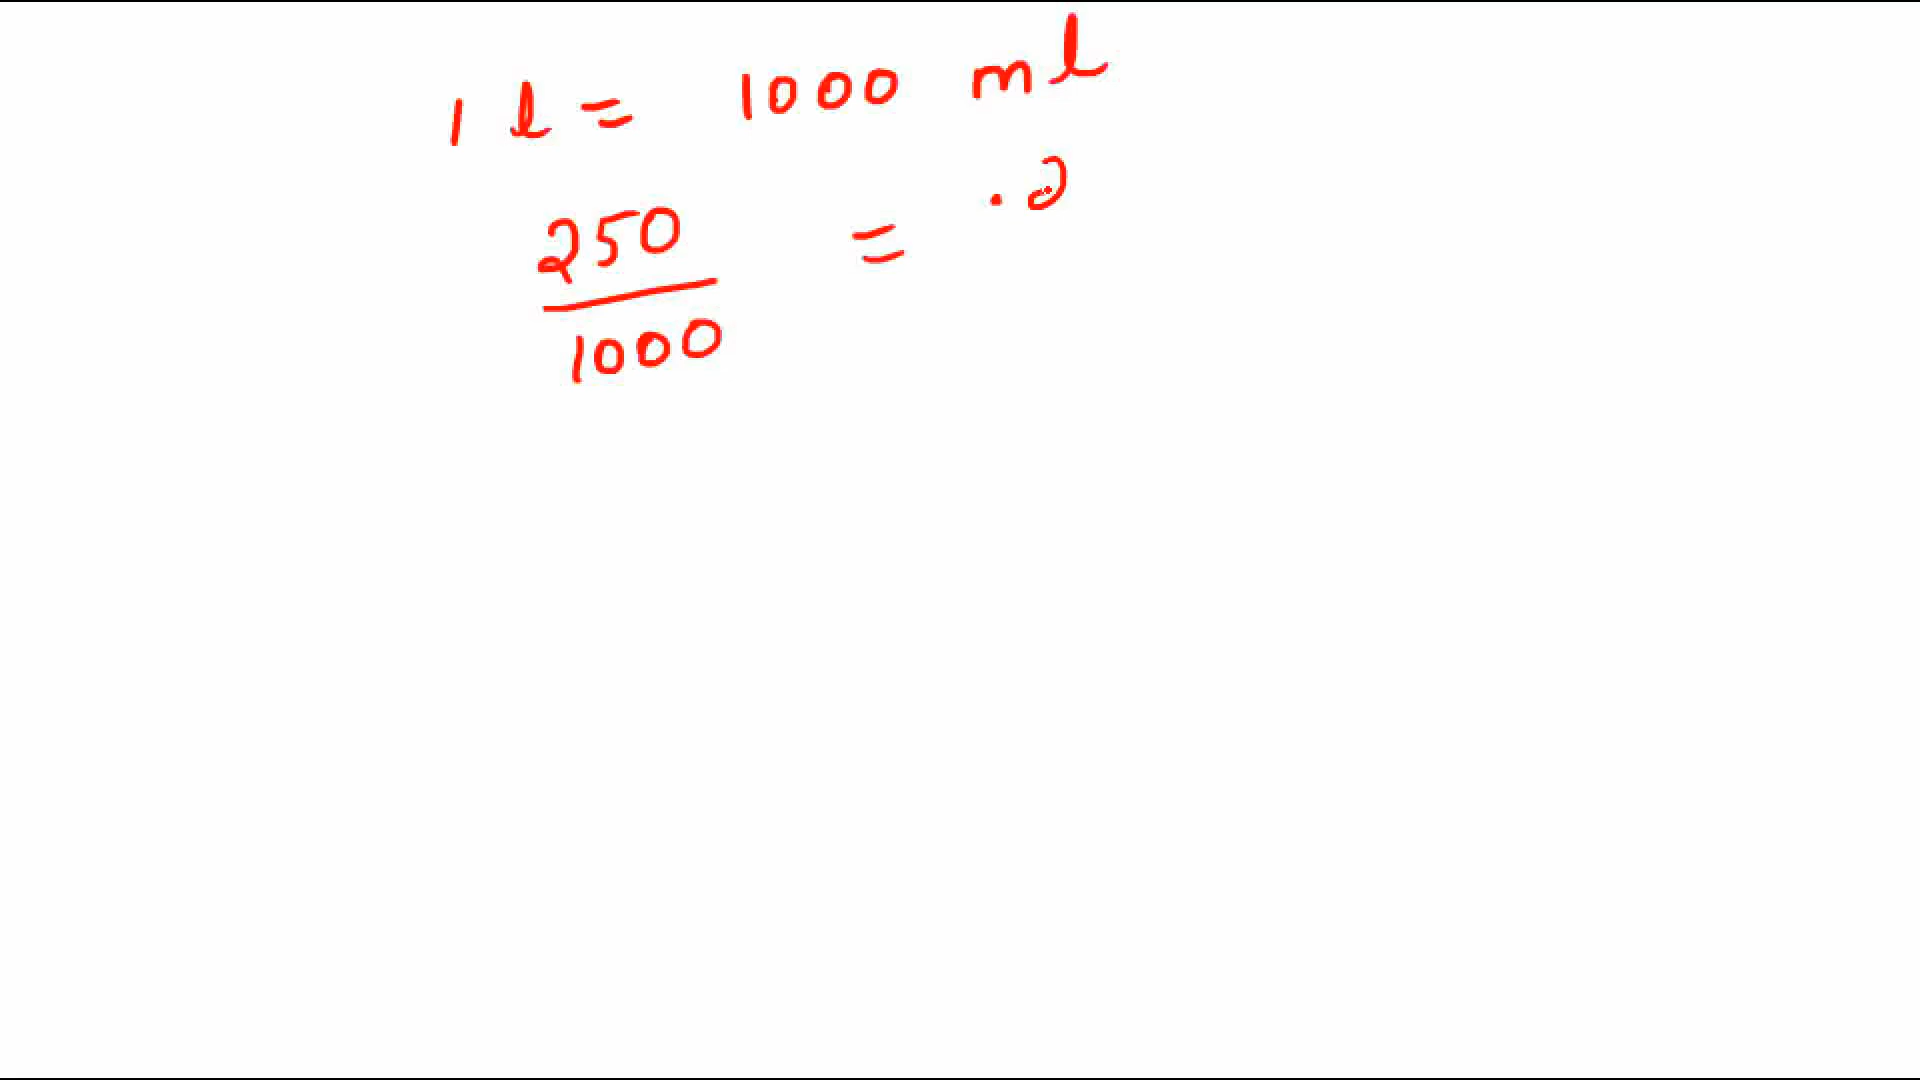 1 l = 1000 ml
250/1000 = .2